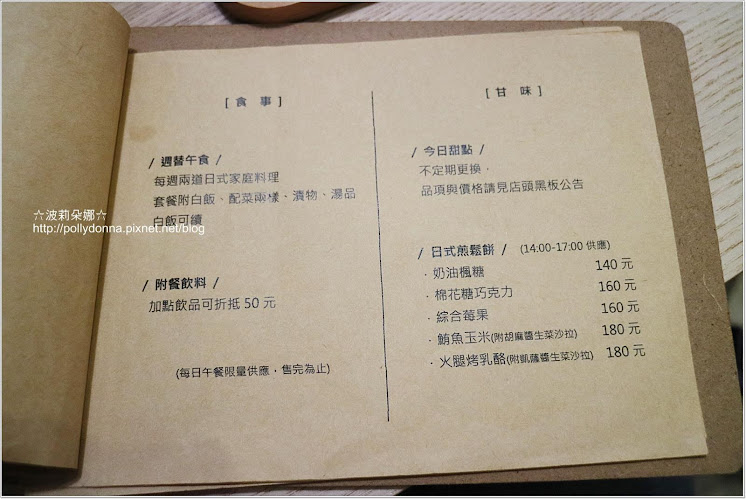 [ 食 事 ]
/ 週替午食 /
每週兩道日式家庭料理
套餐附白飯、配菜兩樣、漬物、湯品
白飯可續
/ 附餐飲料 /
加點飲品可折抵 50 元
(每日午餐限量供應，售完為止)
[ 甘 味 ]
/ 今日甜點 /
不定期更換，
品項與價格請見店頭黑板公告
/ 日式煎鬆餅 / (14:00-17:00 供應)
．奶油楓糖 140 元
．棉花糖巧克力 160 元
．綜合莓果 160 元
．鮪魚玉米(附胡麻醬生菜沙拉) 180 元
．火腿烤乳酪(附凱薩醬生菜沙拉) 180 元
☆波莉朵娜☆
http://pollydonna.pixnet.net/blog